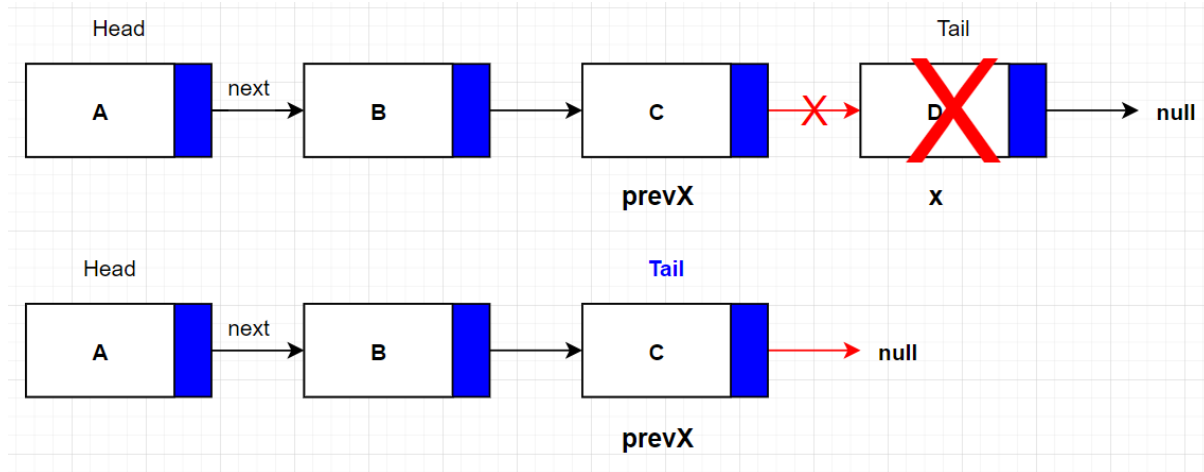 Head Tail
A next B C X D null
prevX x
Head Tail
A next B C null
prevX